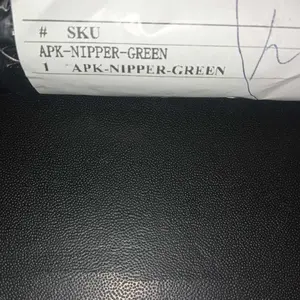 # SKU
APK-NIPPER-GREEN
1 APK-NIPPER-GREEN